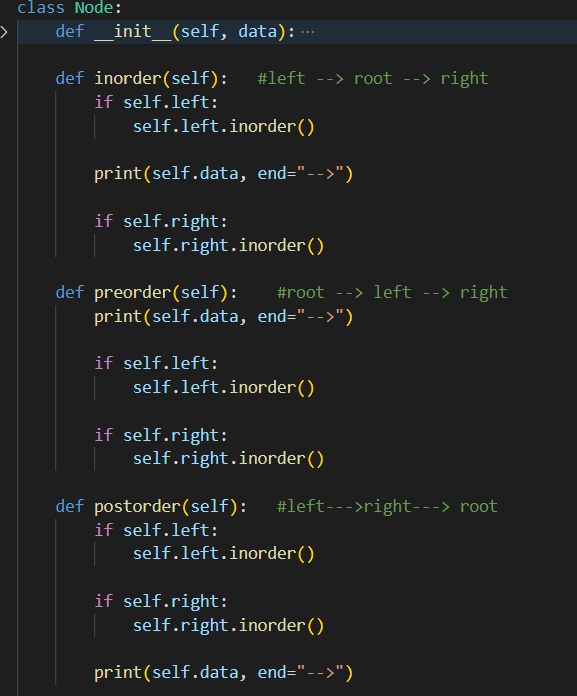 class Node:
    def __init__(self, data):···

    def inorder(self):   #left --> root --> right
        if self.left:
            self.left.inorder()

        print(self.data, end="-->")

        if self.right:
            self.right.inorder()

    def preorder(self):    #root --> left --> right
        print(self.data, end="-->")

        if self.left:
            self.left.inorder()

        if self.right:
            self.right.inorder()

    def postorder(self):   #left--->right---> root
        if self.left:
            self.left.inorder()

        if self.right:
            self.right.inorder()

        print(self.data, end="-->")